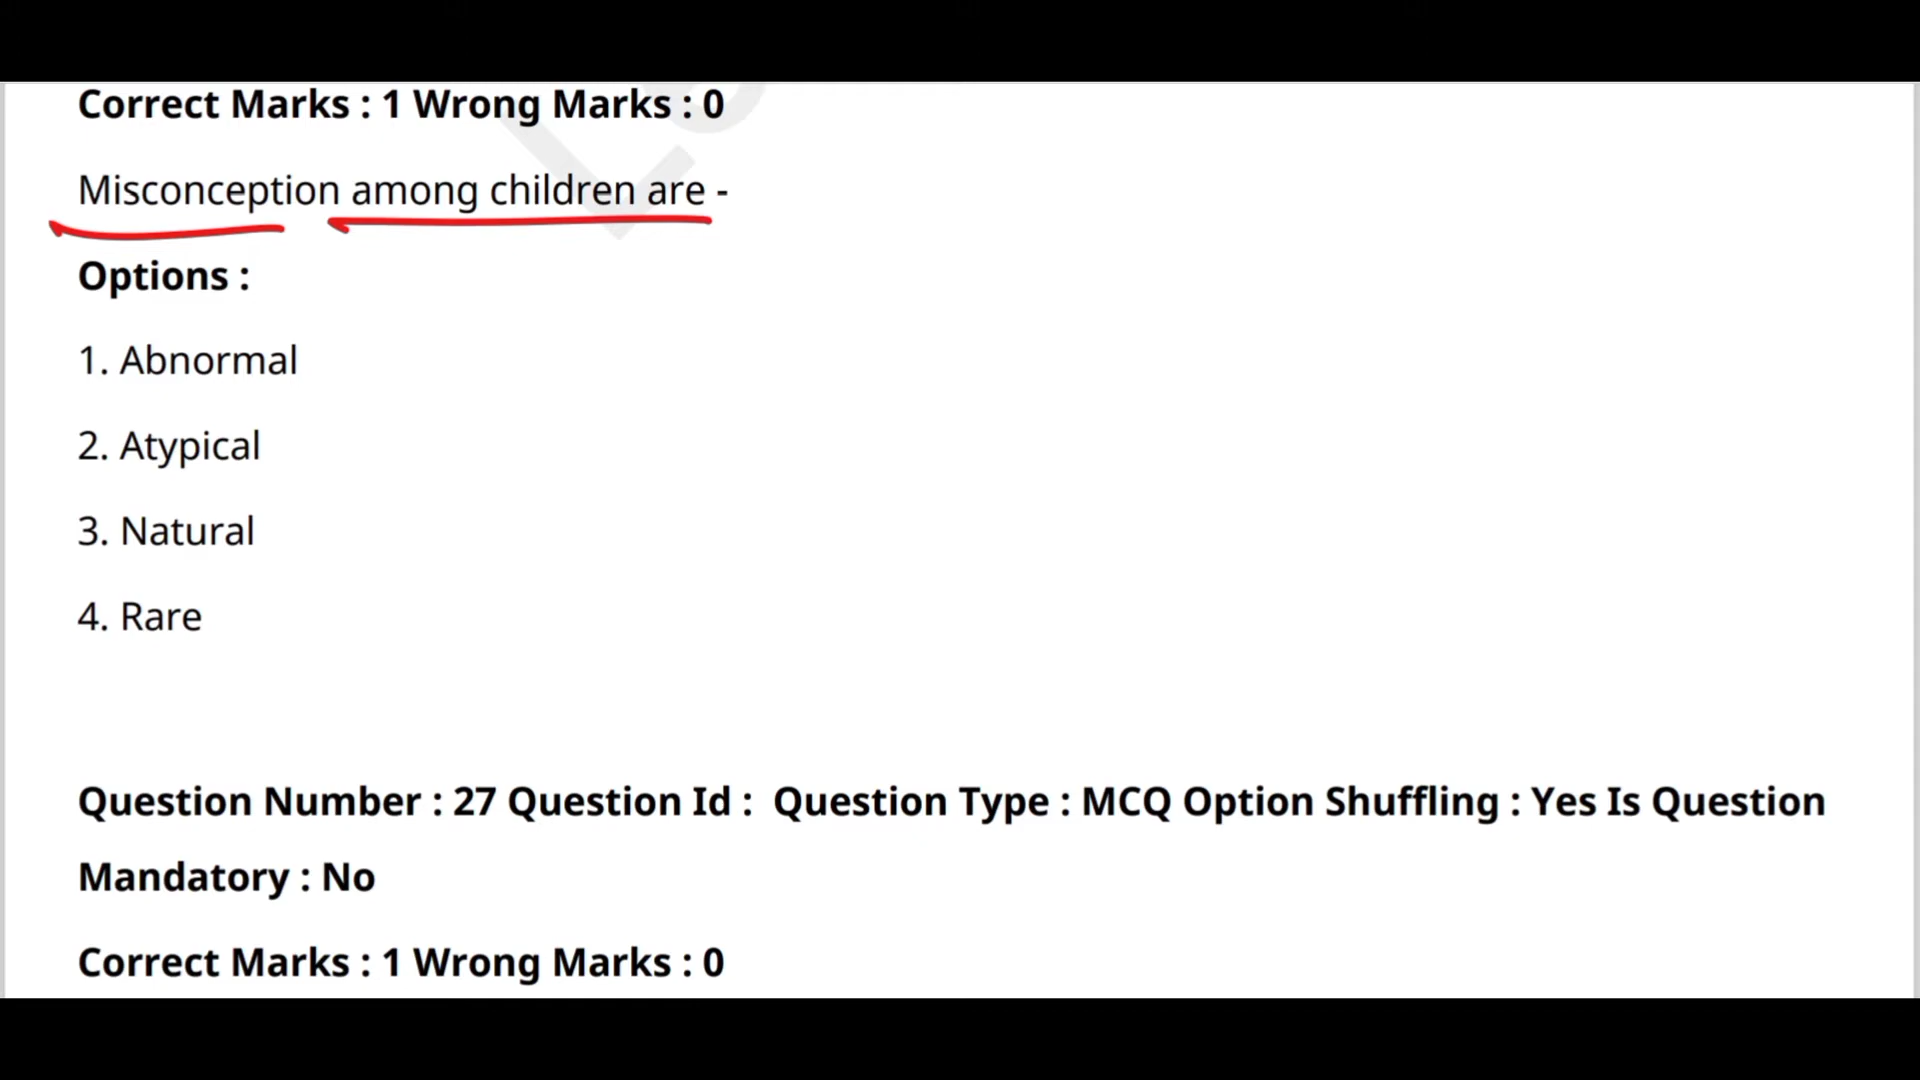 Correct Marks : 1 Wrong Marks : 0
Misconception among children are -
Options :
1. Abnormal
2. Atypical
3. Natural
4. Rare
Question Number : 27 Question Id :  Question Type : MCQ Option Shuffling : Yes Is Question
Mandatory : No
Correct Marks : 1 Wrong Marks : 0